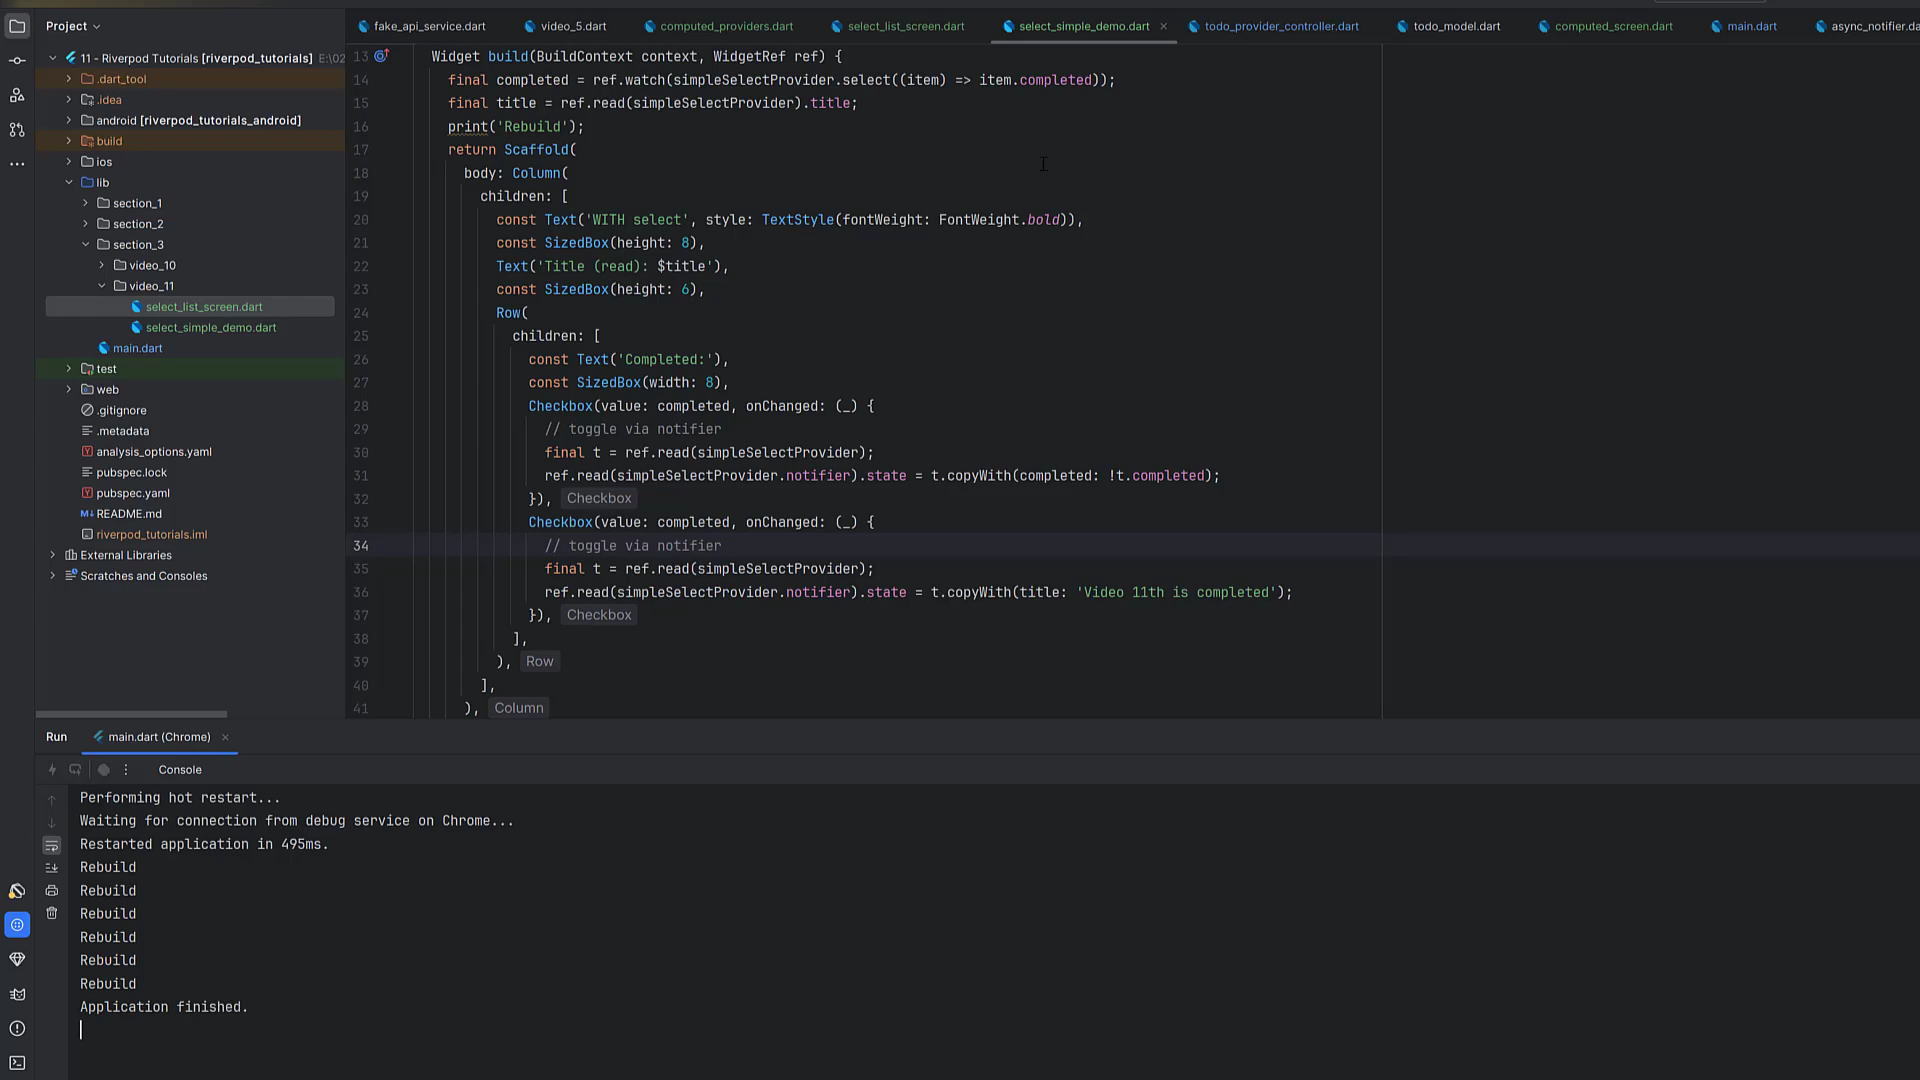 Project
fake_api_service.dart
video_5.dart
computed_providers.dart
select_list_screen.dart
select_simple_demo.dart
todo_provider_controller.dart
todo_model.dart
computed_screen.dart
main.dart
async_notifier.da
11 - Riverpod Tutorials [riverpod_tutorials] E:\02
.dart_tool
.idea
android [riverpod_tutorials_android]
build
ios
lib
section_1
section_2
section_3
video_10
video_11
select_list_screen.dart
select_simple_demo.dart
main.dart
test
web
.gitignore
.metadata
analysis_options.yaml
pubspec.lock
pubspec.yaml
README.md
riverpod_tutorials.iml
External Libraries
Scratches and Consoles
13 Widget build(BuildContext context, WidgetRef ref) {
14 final completed = ref.watch(simpleSelectProvider.select((item) => item.completed));
15 final title = ref.read(simpleSelectProvider).title;
16 print('Rebuild');
17 return Scaffold(
18 body: Column(
19 children: [
20 const Text('WITH select', style: TextStyle(fontWeight: FontWeight.bold)),
21 const SizedBox(height: 8),
22 Text('Title (read): $title'),
23 const SizedBox(height: 6),
24 Row(
25 children: [
26 const Text('Completed:'),
27 const SizedBox(width: 8),
28 Checkbox(value: completed, onChanged: (_) {
29 // toggle via notifier
30 final t = ref.read(simpleSelectProvider);
31 ref.read(simpleSelectProvider.notifier).state = t.copyWith(completed: !t.completed);
32 }), Checkbox
33 Checkbox(value: completed, onChanged: (_) {
34 // toggle via notifier
35 final t = ref.read(simpleSelectProvider);
36 ref.read(simpleSelectProvider.notifier).state = t.copyWith(title: 'Video 11th is completed');
37 }), Checkbox
38 ],
39 ), Row
40 ],
41 ), Column
Run
main.dart (Chrome)
Console
Performing hot restart...
Waiting for connection from debug service on Chrome...
Restarted application in 495ms.
Rebuild
Rebuild
Rebuild
Rebuild
Rebuild
Rebuild
Application finished.